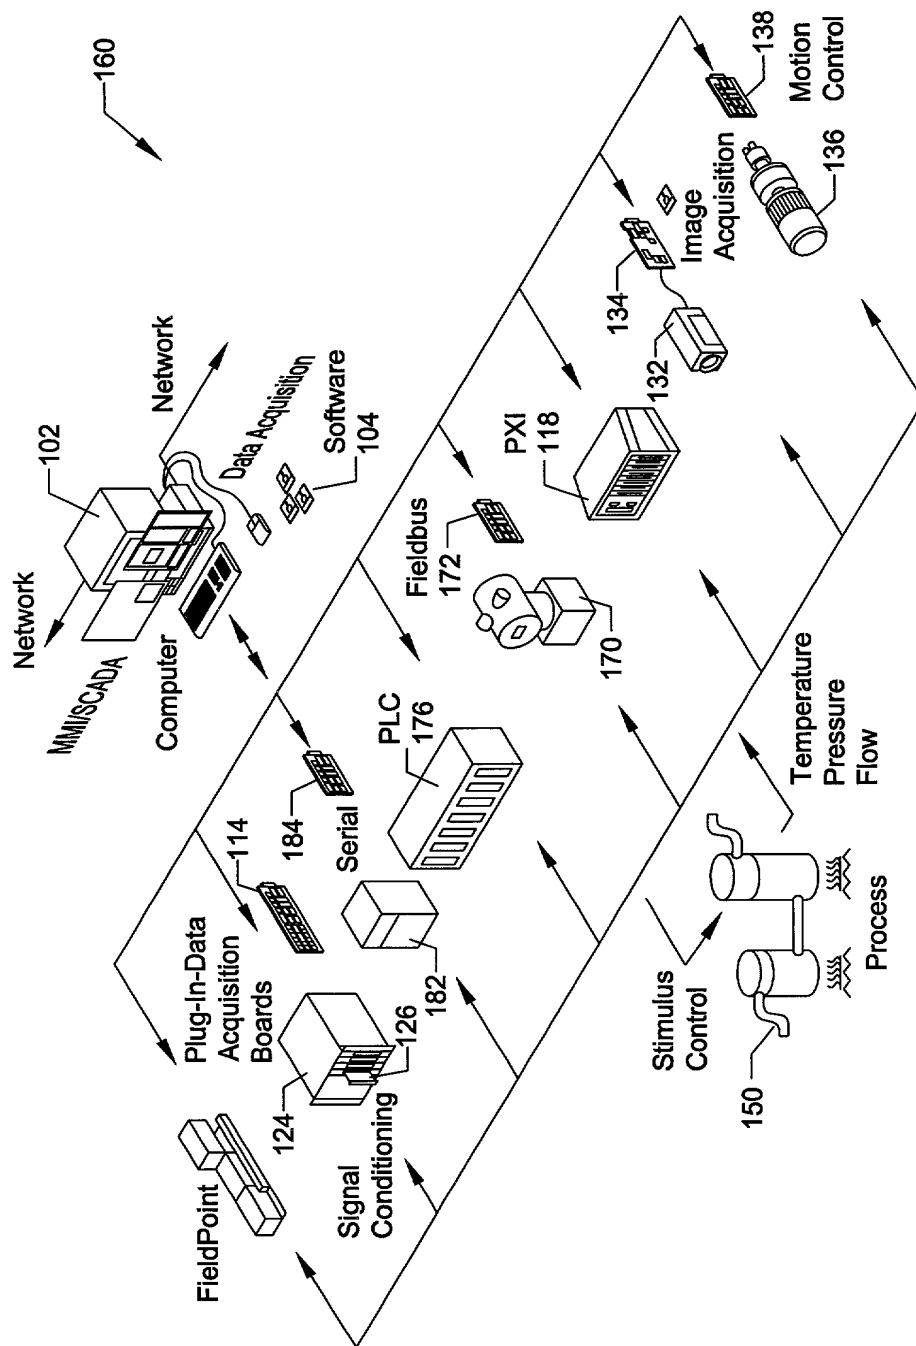 160
Network
102
MMI/SCADA
Computer
Network
Data Acquisition
Software
104
FieldPoint
Plug-In-Data
Acquisition
Boards
114
184
Serial
124
Signal
Conditioning
126
182
PLC
176
Fieldbus
172
170
PXI
118
134
132
Image
Acquisition
138
Motion
Control
136
Stimulus
Control
150
Process
Temperature
Pressure
Flow